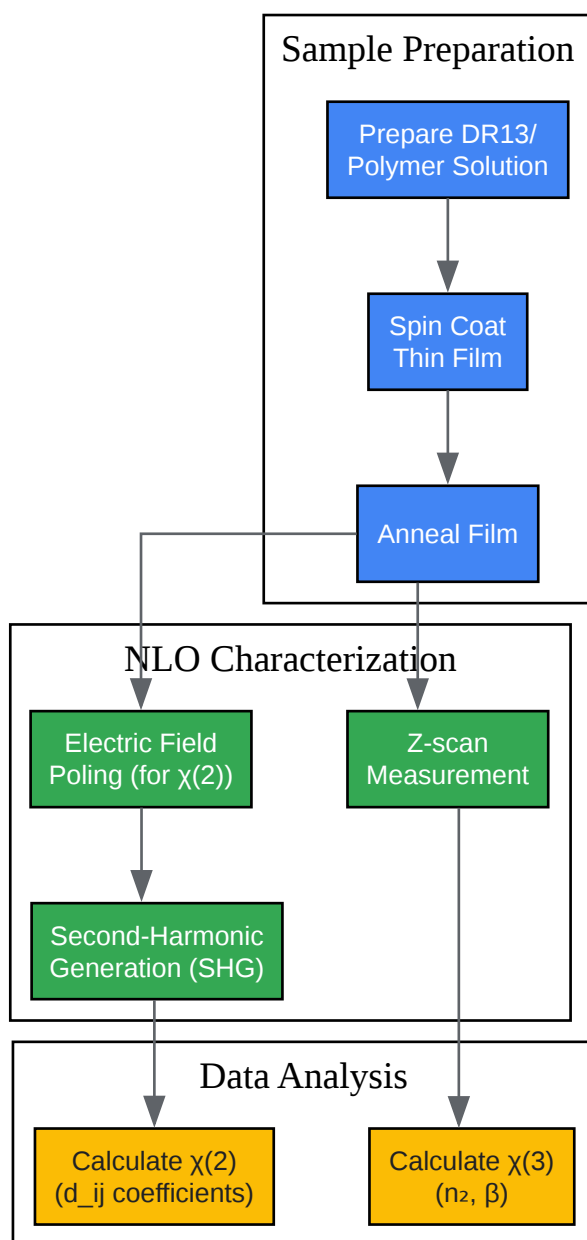 Sample Preparation
Prepare DR13/
Polymer Solution
Spin Coat
Thin Film
Anneal Film
NLO Characterization
Electric Field
Poling (for χ(2))
Z-scan
Measurement
Second-Harmonic
Generation (SHG)
Data Analysis
Calculate χ(2)
(d_ij coefficients)
Calculate χ(3)
(n₂, β)